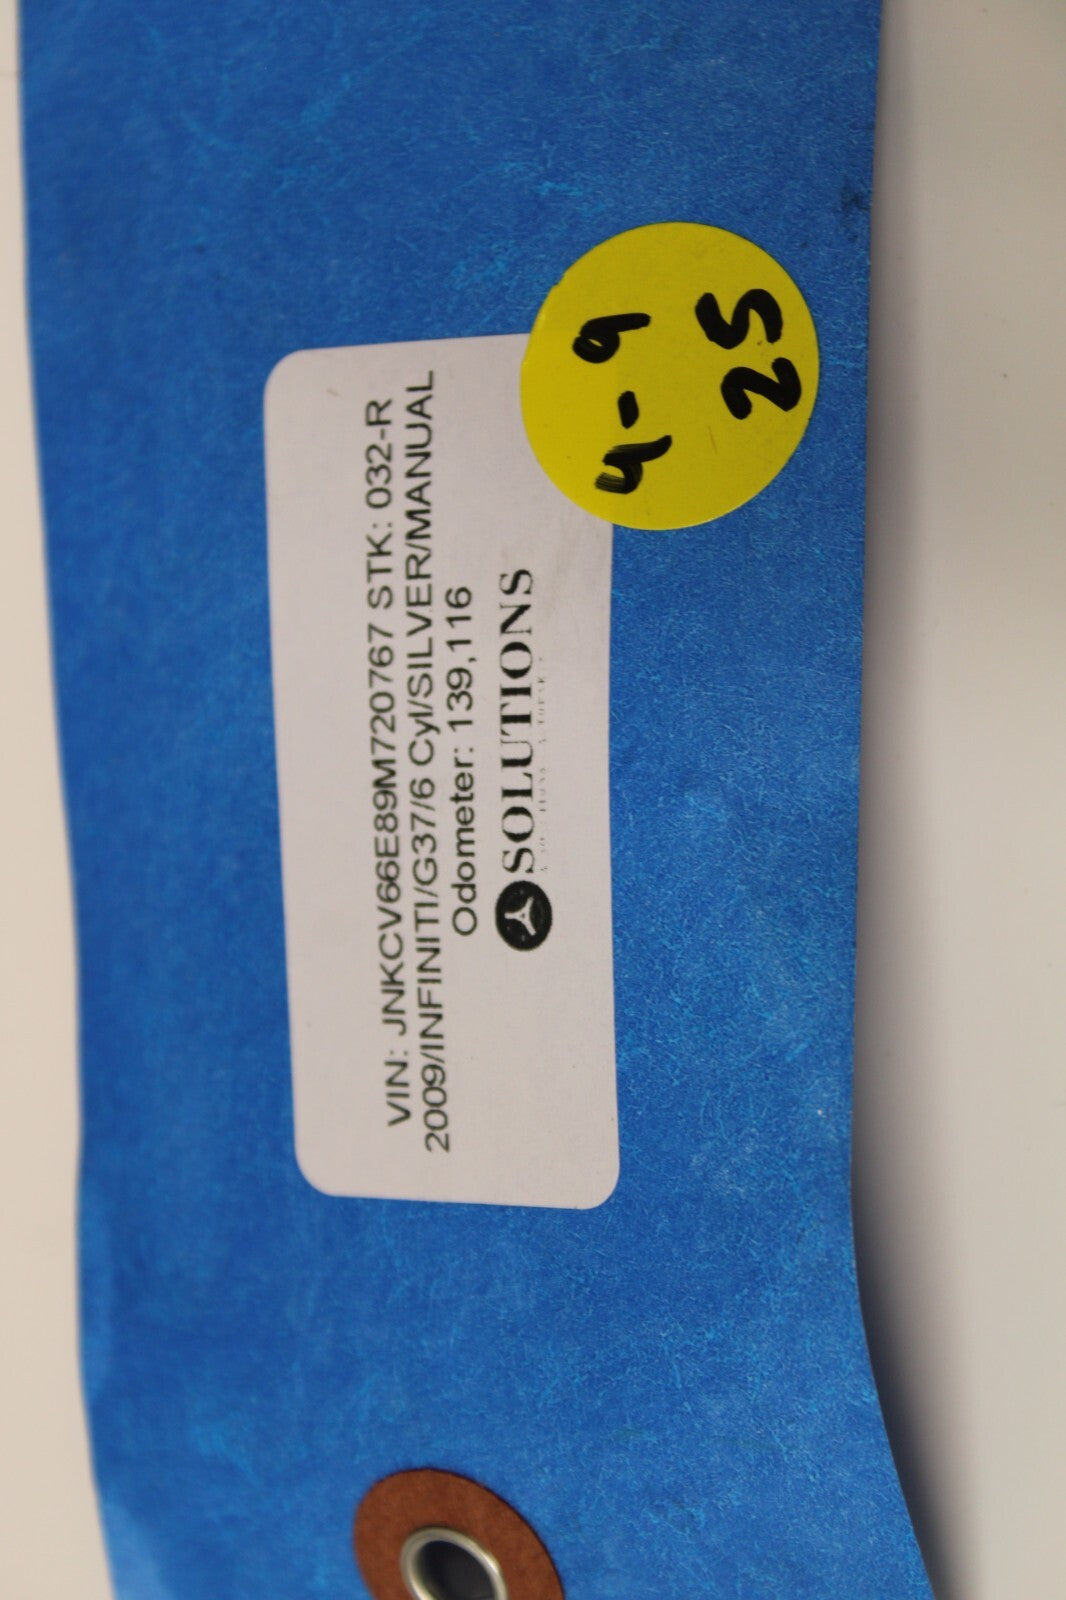 VIN: JNKCV66E89M720767 STK: 032-R
2009/INFINITI/G37/6 Cyl/SILVER/MANUAL
Odometer: 139,116
SOLUTIONS
4-9
25